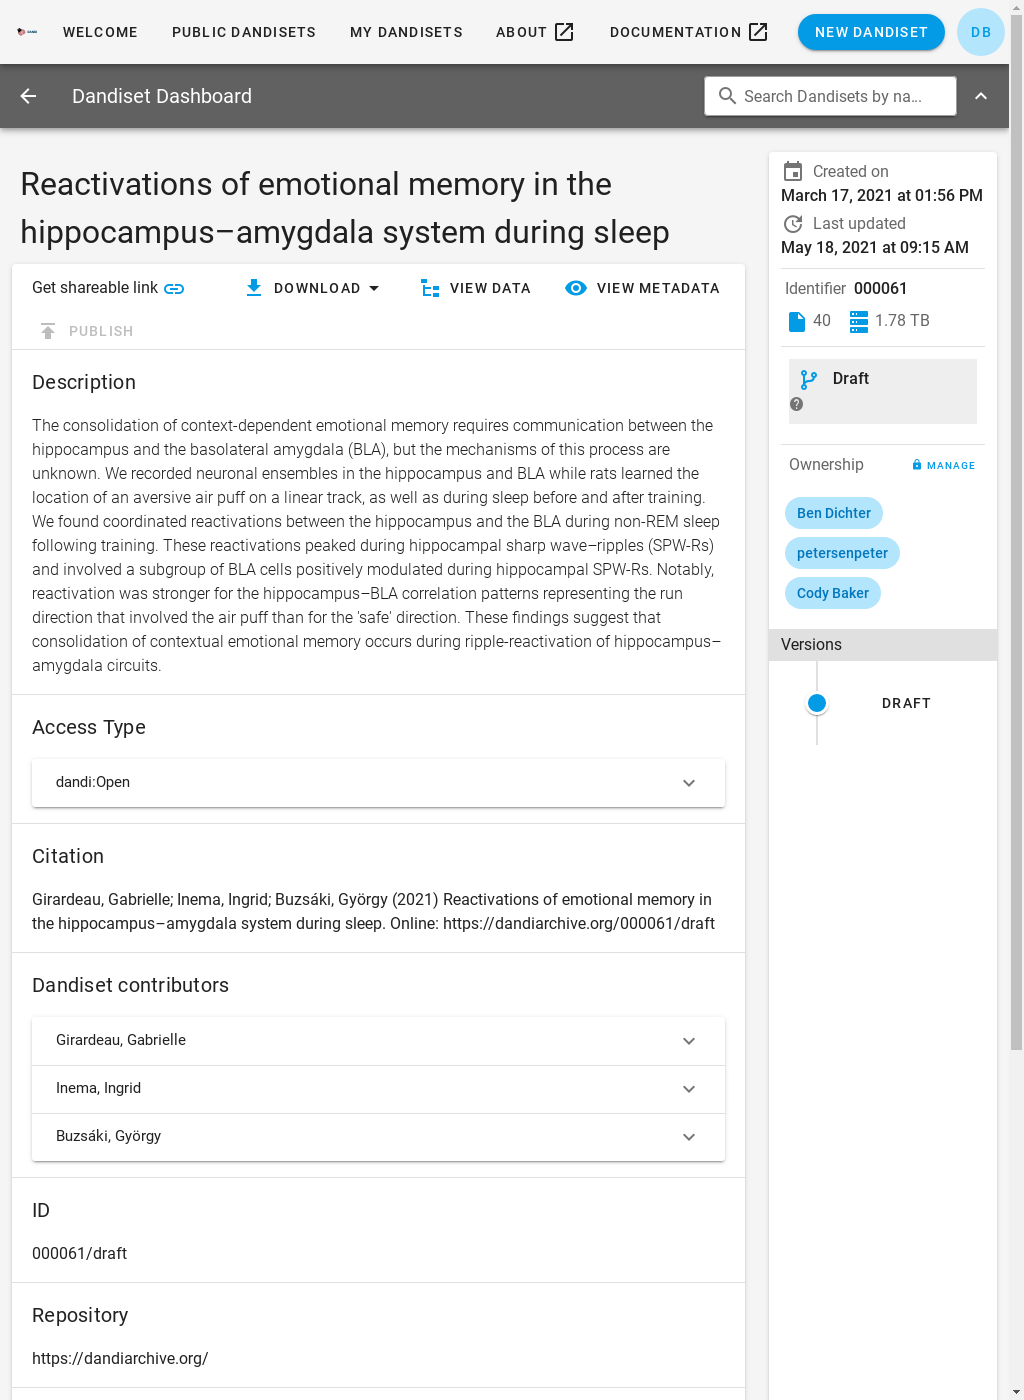 WELCOME PUBLIC DANDISETS MY DANDISETS ABOUT DOCUMENTATION NEW DANDISET DB
Dandiset Dashboard Search Dandisets by na...
Reactivations of emotional memory in the
hippocampus–amygdala system during sleep
Get shareable link DOWNLOAD VIEW DATA VIEW METADATA
PUBLISH
Description
The consolidation of context-dependent emotional memory requires communication between the
hippocampus and the basolateral amygdala (BLA), but the mechanisms of this process are
unknown. We recorded neuronal ensembles in the hippocampus and BLA while rats learned the
location of an aversive air puff on a linear track, as well as during sleep before and after training.
We found coordinated reactivations between the hippocampus and the BLA during non-REM sleep
following training. These reactivations peaked during hippocampal sharp wave–ripples (SPW-Rs)
and involved a subgroup of BLA cells positively modulated during hippocampal SPW-Rs. Notably,
reactivation was stronger for the hippocampus–BLA correlation patterns representing the run
direction that involved the air puff than for the 'safe' direction. These findings suggest that
consolidation of contextual emotional memory occurs during ripple-reactivation of hippocampus–
amygdala circuits.
Access Type
dandi:Open
Citation
Girardeau, Gabrielle; Inema, Ingrid; Buzsáki, György (2021) Reactivations of emotional memory in
the hippocampus–amygdala system during sleep. Online: https://dandiarchive.org/000061/draft
Dandiset contributors
Girardeau, Gabrielle
Inema, Ingrid
Buzsáki, György
ID
000061/draft
Repository
https://dandiarchive.org/
Created on
March 17, 2021 at 01:56 PM
Last updated
May 18, 2021 at 09:15 AM
Identifier 000061
40 1.78 TB
Draft
?
Ownership MANAGE
Ben Dichter
petersenpeter
Cody Baker
Versions
DRAFT